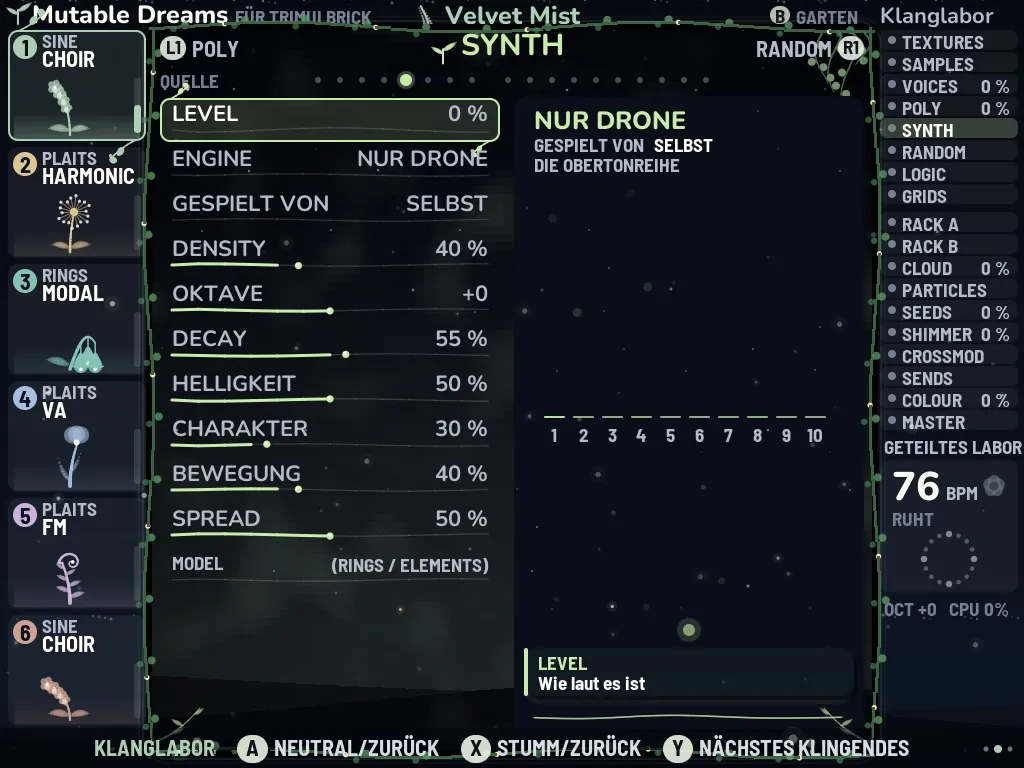 Mutable Dreams FÜR TRIMUI BRICK
Velvet Mist
B GARTEN
Klanglabor
1 SINE
CHOIR
2 PLAITS
HARMONIC
3 RINGS
MODAL
4 PLAITS
VA
5 PLAITS
FM
6 SINE
CHOIR
L1 POLY
SYNTH
RANDOM R1
QUELLE
LEVEL 0 %
ENGINE NUR DRONE
GESPIELT VON SELBST
DENSITY 40 %
OKTAVE +0
DECAY 55 %
HELLIGKEIT 50 %
CHARAKTER 30 %
BEWEGUNG 40 %
SPREAD 50 %
MODEL (RINGS / ELEMENTS)
NUR DRONE
GESPIELT VON SELBST
DIE OBERTONREIHE
1 2 3 4 5 6 7 8 9 10
LEVEL
Wie laut es ist
TEXTURES
SAMPLES
VOICES 0 %
POLY 0 %
SYNTH
RANDOM
LOGIC
GRIDS
RACK A
RACK B
CLOUD 0 %
PARTICLES
SEEDS 0 %
SHIMMER 0 %
CROSSMOD
SENDS
COLOUR 0 %
MASTER
GETEILTES LABOR
76 BPM
RUHT
OCT +0 CPU 0%
KLANGLABOR A NEUTRAL/ZURÜCK X STUMM/ZURÜCK Y NÄCHSTES KLINGENDES